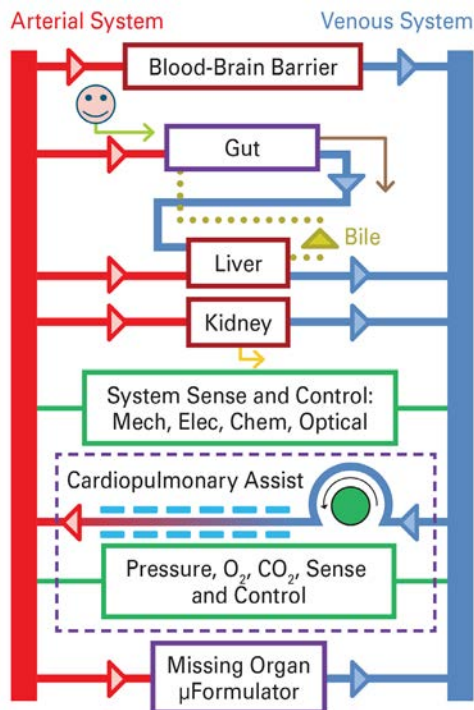 Arterial System
Venous System
Blood-Brain Barrier
Gut
Bile
Liver
Kidney
System Sense and Control:
Mech, Elec, Chem, Optical
Cardiopulmonary Assist
Pressure, O₂, CO₂, Sense
and Control
Missing Organ
µFormulator